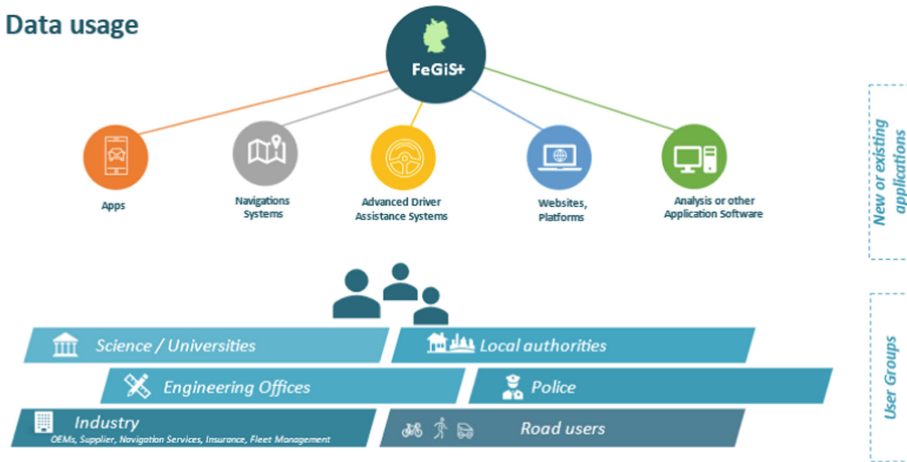 Data usage
FeGiS+
Apps
Navigations
Systems
Advanced Driver
Assistance Systems
Websites,
Platforms
Analysis or other
Application Software
New or existing
applications
Science / Universities
Local authorities
Engineering Offices
Police
Industry
OEMs, Supplier, Navigation Services, Insurance, Fleet Management
Road users
User Groups